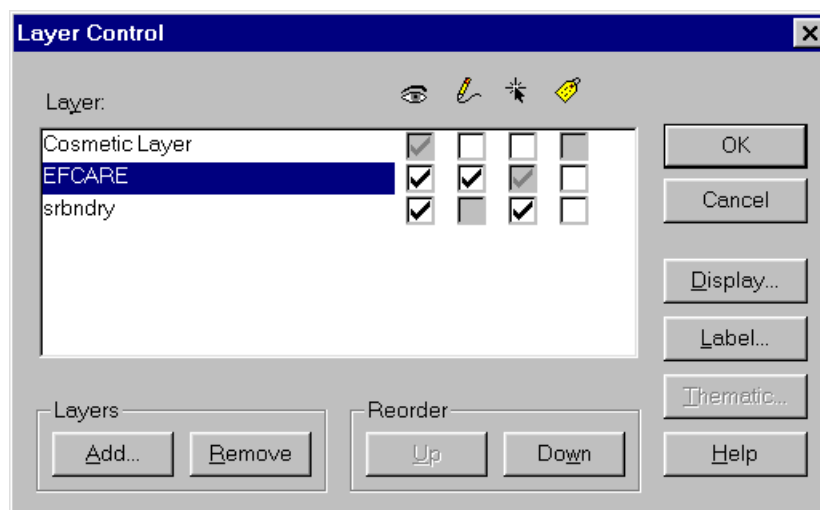 Layer Control
Layer:
Cosmetic Layer
EFCARE
srbndry
OK
Cancel
Display...
Label...
Thematic...
Help
Layers
Add...
Remove
Reorder
Up
Down